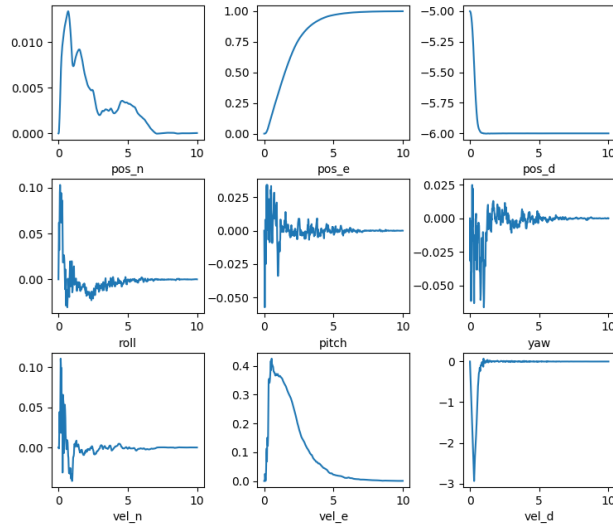 0.010
0.005
0.000
0 5 10
pos_n
1.00
0.75
0.50
0.25
0.00
0 5 10
pos_e
−5.00
−5.25
−5.50
−5.75
−6.00
0 5 10
pos_d
0.10
0.05
0.00
0 5 10
roll
0.025
0.000
−0.025
−0.050
0 5 10
pitch
0.025
0.000
−0.025
−0.050
0 5 10
yaw
0.10
0.05
0.00
0 5 10
vel_n
0.4
0.3
0.2
0.1
0.0
0 5 10
vel_e
0
−1
−2
−3
0 5 10
vel_d